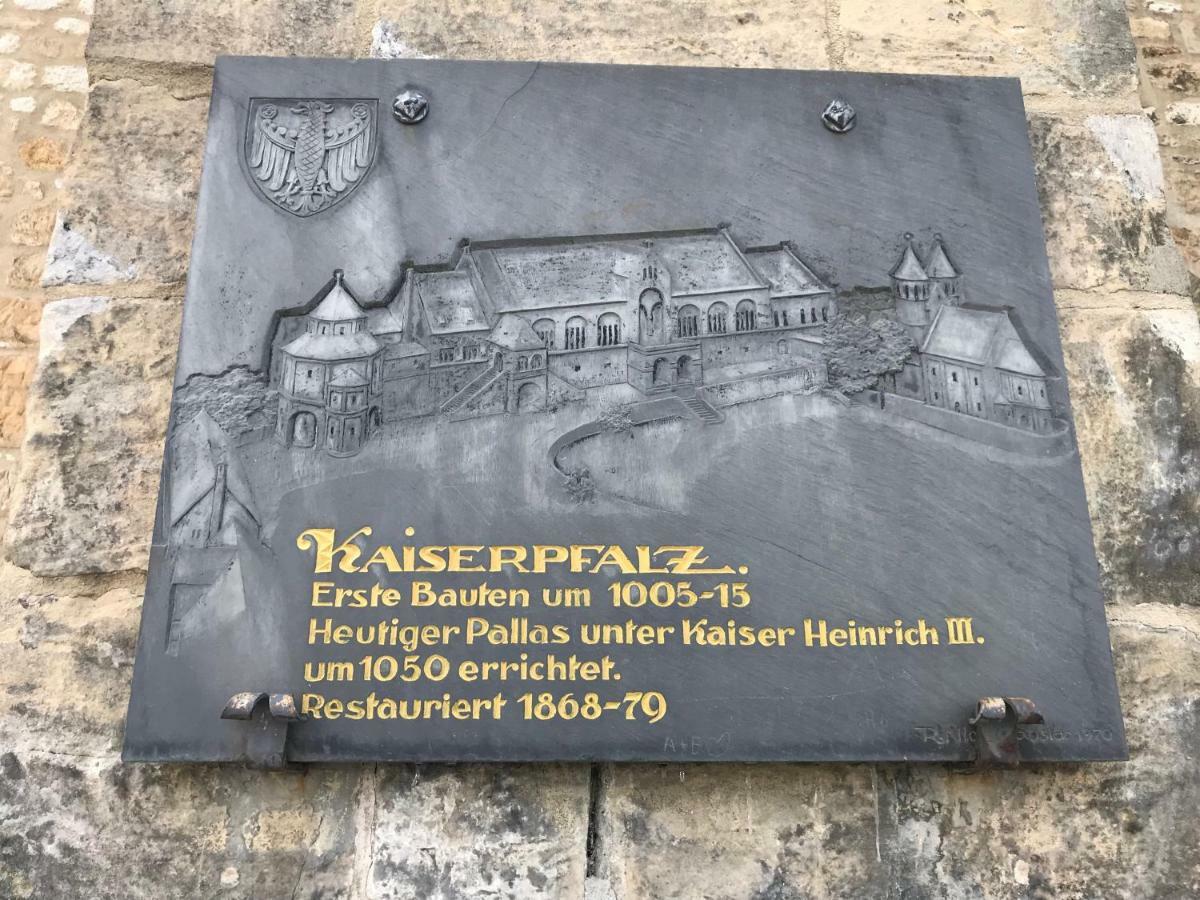 KAISERPFALZ.
Erste Bauten um 1005-15
Heutiger Pallas unter Kaiser Heinrich III.
um 1050 errichtet.
Restauriert 1868-79
A+E